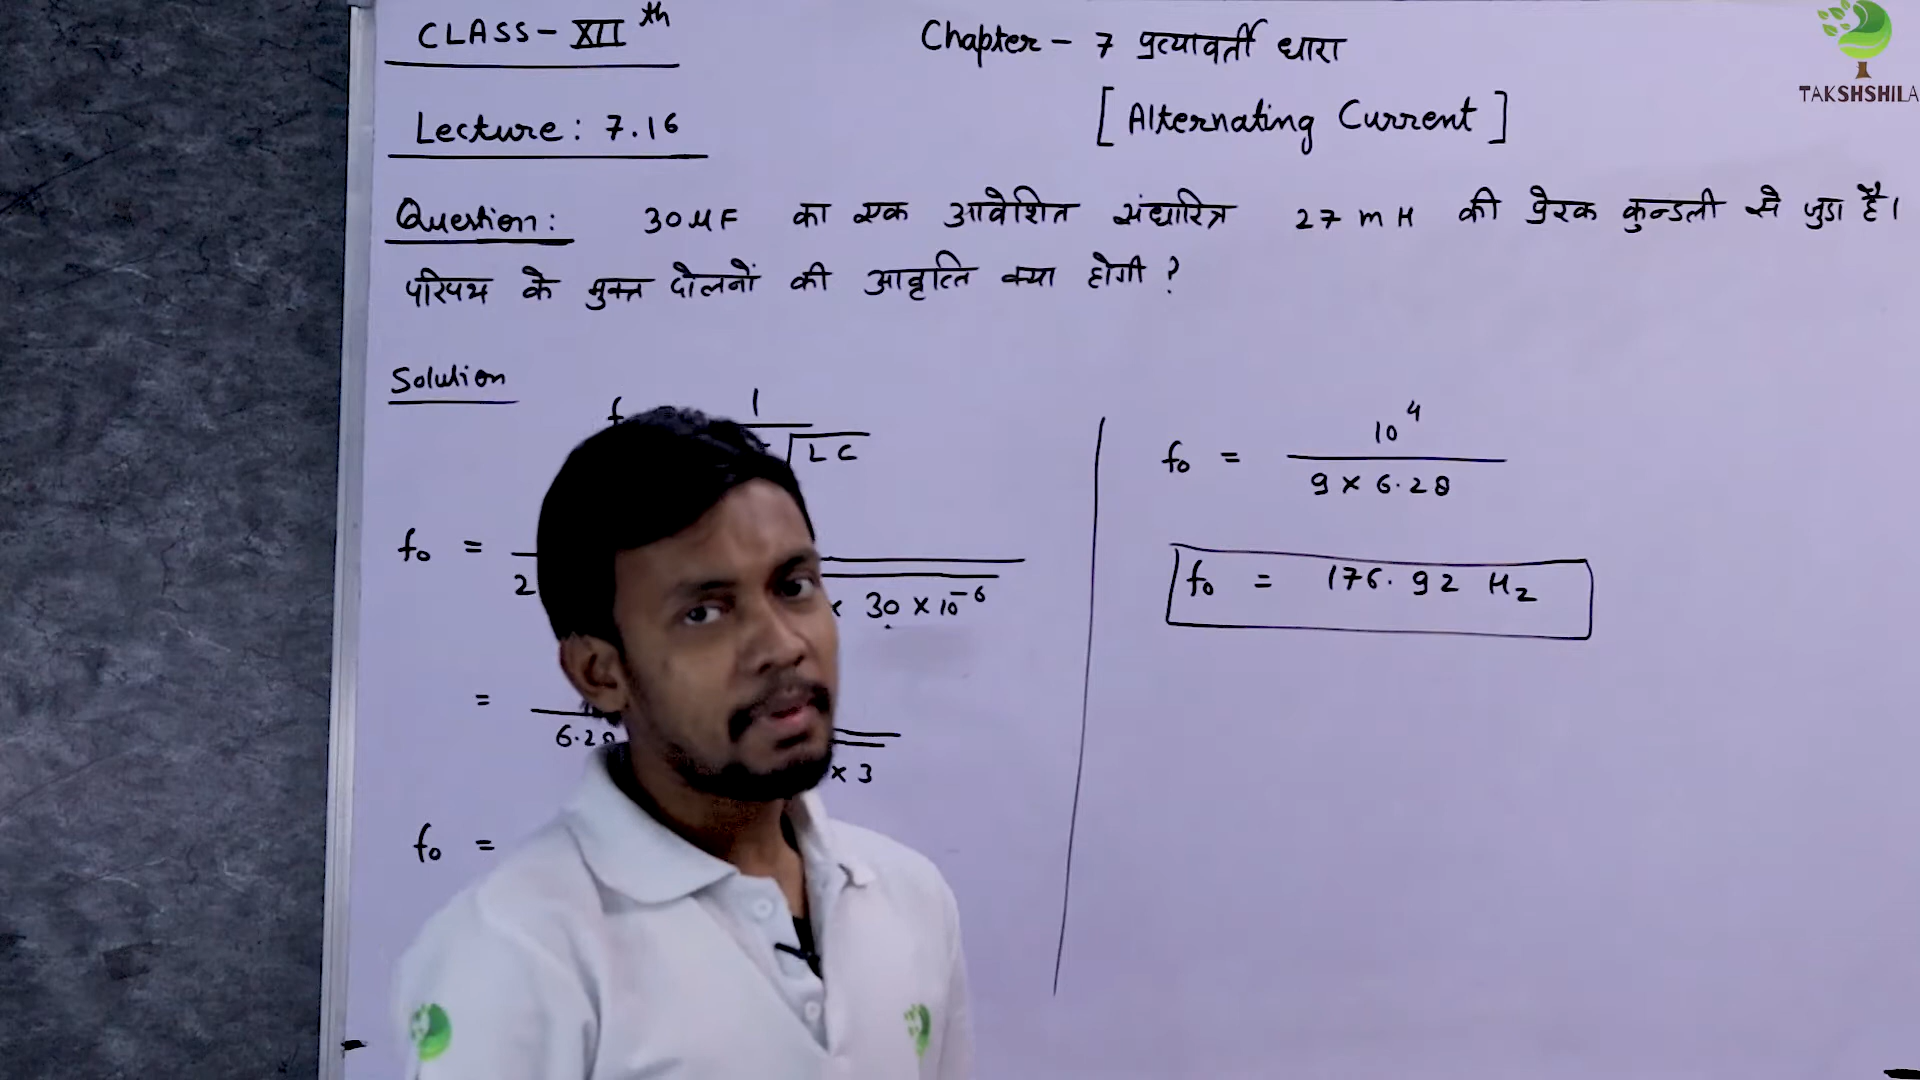 CLASS - XII th
Chapter - 7 प्रत्यावर्ती धारा
TAKSHSHILA
Lecture: 7.16
[Alternating Current]
Question: 30μF का एक आवेशित संधारित्र 27 mH की प्रेरक कुन्डली से जुडा है।
परिपथ के मुक्त दोलनों की आवृत्ति क्या होगी ?
Solution
f 1
√LC
f₀ =
2 × 30 × 10⁻⁶
=
6.28 × 3
f₀ =
f₀ = 10⁴
9 × 6.28
f₀ = 176.92 Hz